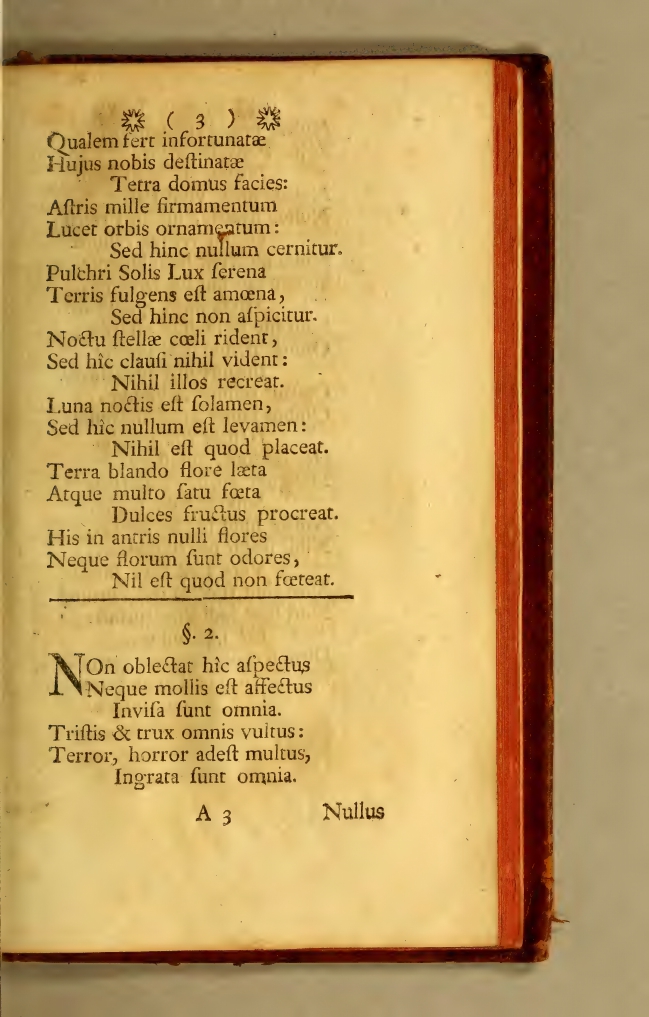 ( 3 )
Qualem fert infortunatæ
Hujus nobis deſtinatæ
Tetra domus facies:
Aſtris mille firmamentum
Lucet orbis ornamentum:
Sed hinc nullum cernitur.
Pulchri Solis Lux ſerena
Terris fulgens eſt amœna,
Sed hinc non aſpicitur.
Noctu ſtellæ cœli rident,
Sed hîc clauſi nihil vident:
Nihil illos recreat.
Luna noctis eſt ſolamen,
Sed hîc nullum eſt levamen:
Nihil eſt quod placeat.
Terra blando flore læta
Atque multo ſatu fœta
Dulces fructus procreat.
His in antris nulli flores
Neque florum ſunt odores,
Nil eſt quod non fœteat.
§. 2.
NOn oblectat hîc aſpectus
Neque mollis eſt affectus
Inviſa ſunt omnia.
Triſtis & trux omnis vultus:
Terror, horror adeſt multus,
Ingrata ſunt omnia.
A 3 Nullus